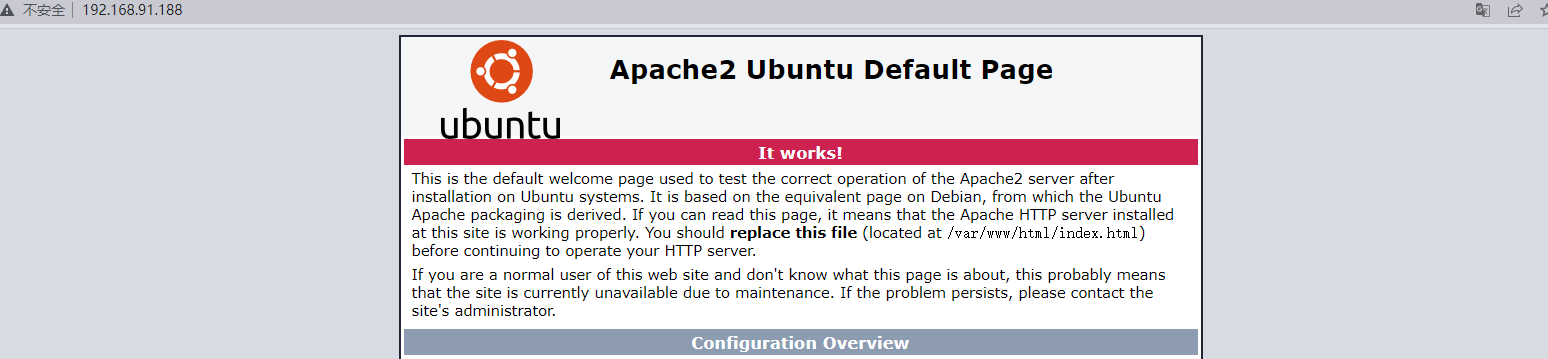 不安全 | 192.168.91.188
ubuntu
Apache2 Ubuntu Default Page
It works!
This is the default welcome page used to test the correct operation of the Apache2 server after
installation on Ubuntu systems. It is based on the equivalent page on Debian, from which the Ubuntu
Apache packaging is derived. If you can read this page, it means that the Apache HTTP server installed
at this site is working properly. You should replace this file (located at /var/www/html/index.html)
before continuing to operate your HTTP server.
If you are a normal user of this web site and don't know what this page is about, this probably means
that the site is currently unavailable due to maintenance. If the problem persists, please contact the
site's administrator.
Configuration Overview